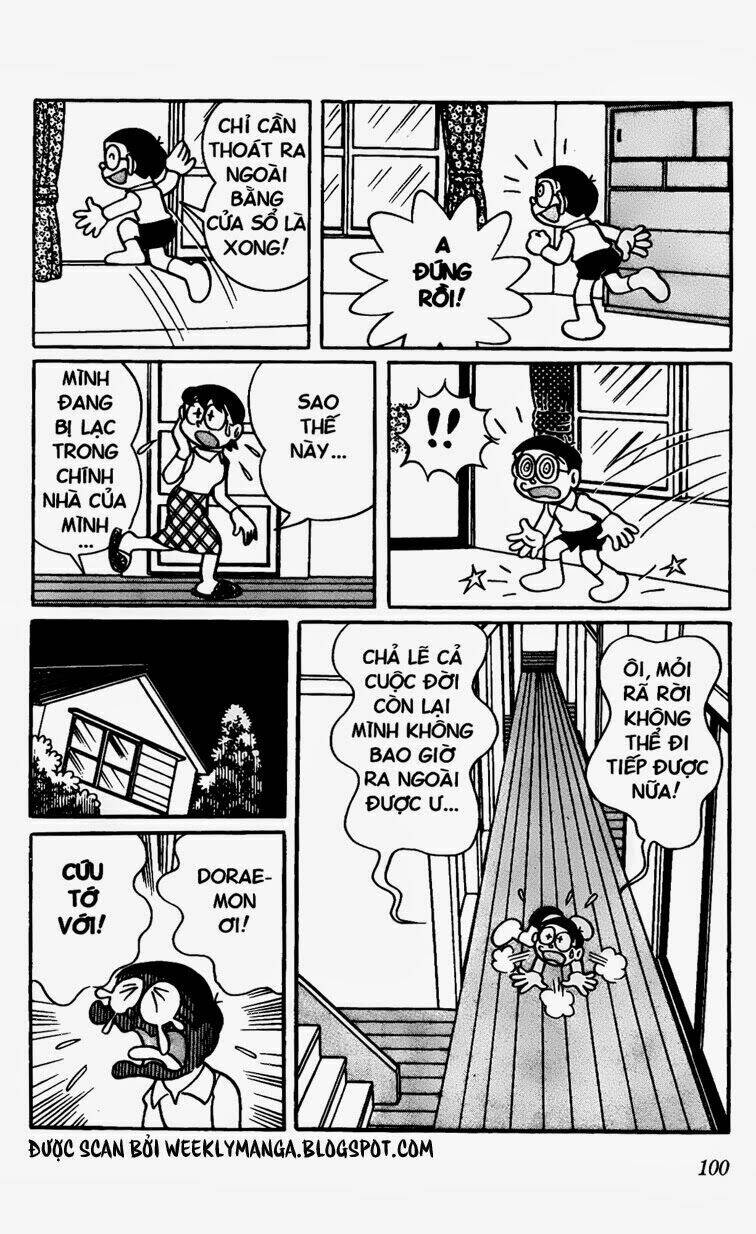 A
ĐÚNG
RỒI!
CHỈ CẦN
THOÁT RA
NGOÀI
BẰNG
CỬA SỔ LÀ
XONG!
!!
SAO
THẾ
NÀY...
MÌNH
ĐANG
BỊ LẠC
TRONG
CHÍNH
NHÀ CỦA
MÌNH
...
ÔI, MỎI
RÃ RỜI
KHÔNG
THỂ ĐI
TIẾP ĐƯỢC
NỮA!
CHẢ LẼ CẢ
CUỘC ĐỜI
CÒN LẠI
MÌNH KHÔNG
BAO GIỜ
RA NGOÀI
ĐƯỢC Ư...
DORAE-
MON
ƠI!
CỨU
TỚ
VỚI!
ĐƯỢC SCAN BỞI WEEKLYMANGA.BLOGSPOT.COM
100